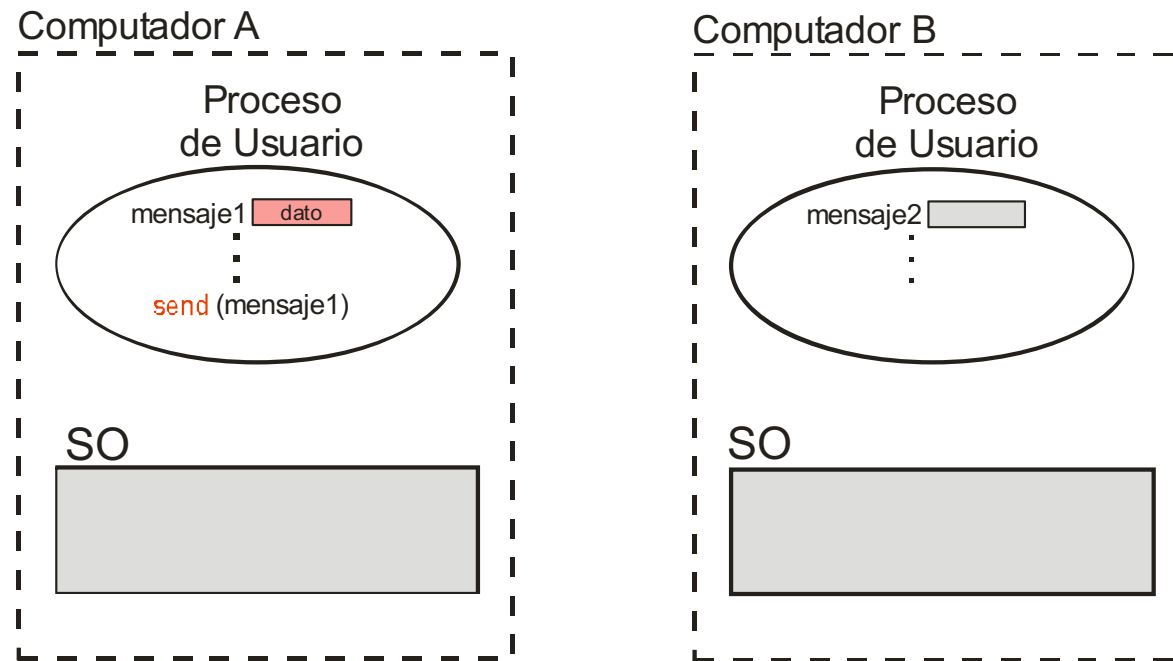 Computador A
Proceso
de Usuario
mensaje1 dato
send (mensaje1)
SO
Computador B
Proceso
de Usuario
mensaje2
SO